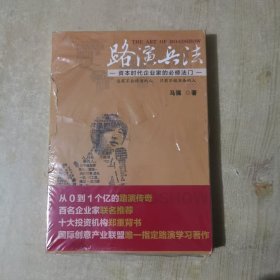 THE ART OF ROADSHOW
路演兵法
资本时代企业家的必修法门
马强 著
从0到1个亿的路演传奇
百名企业家联名推荐
十大投资机构郑重背书
国际创意产业联盟唯一指定路演学习著作